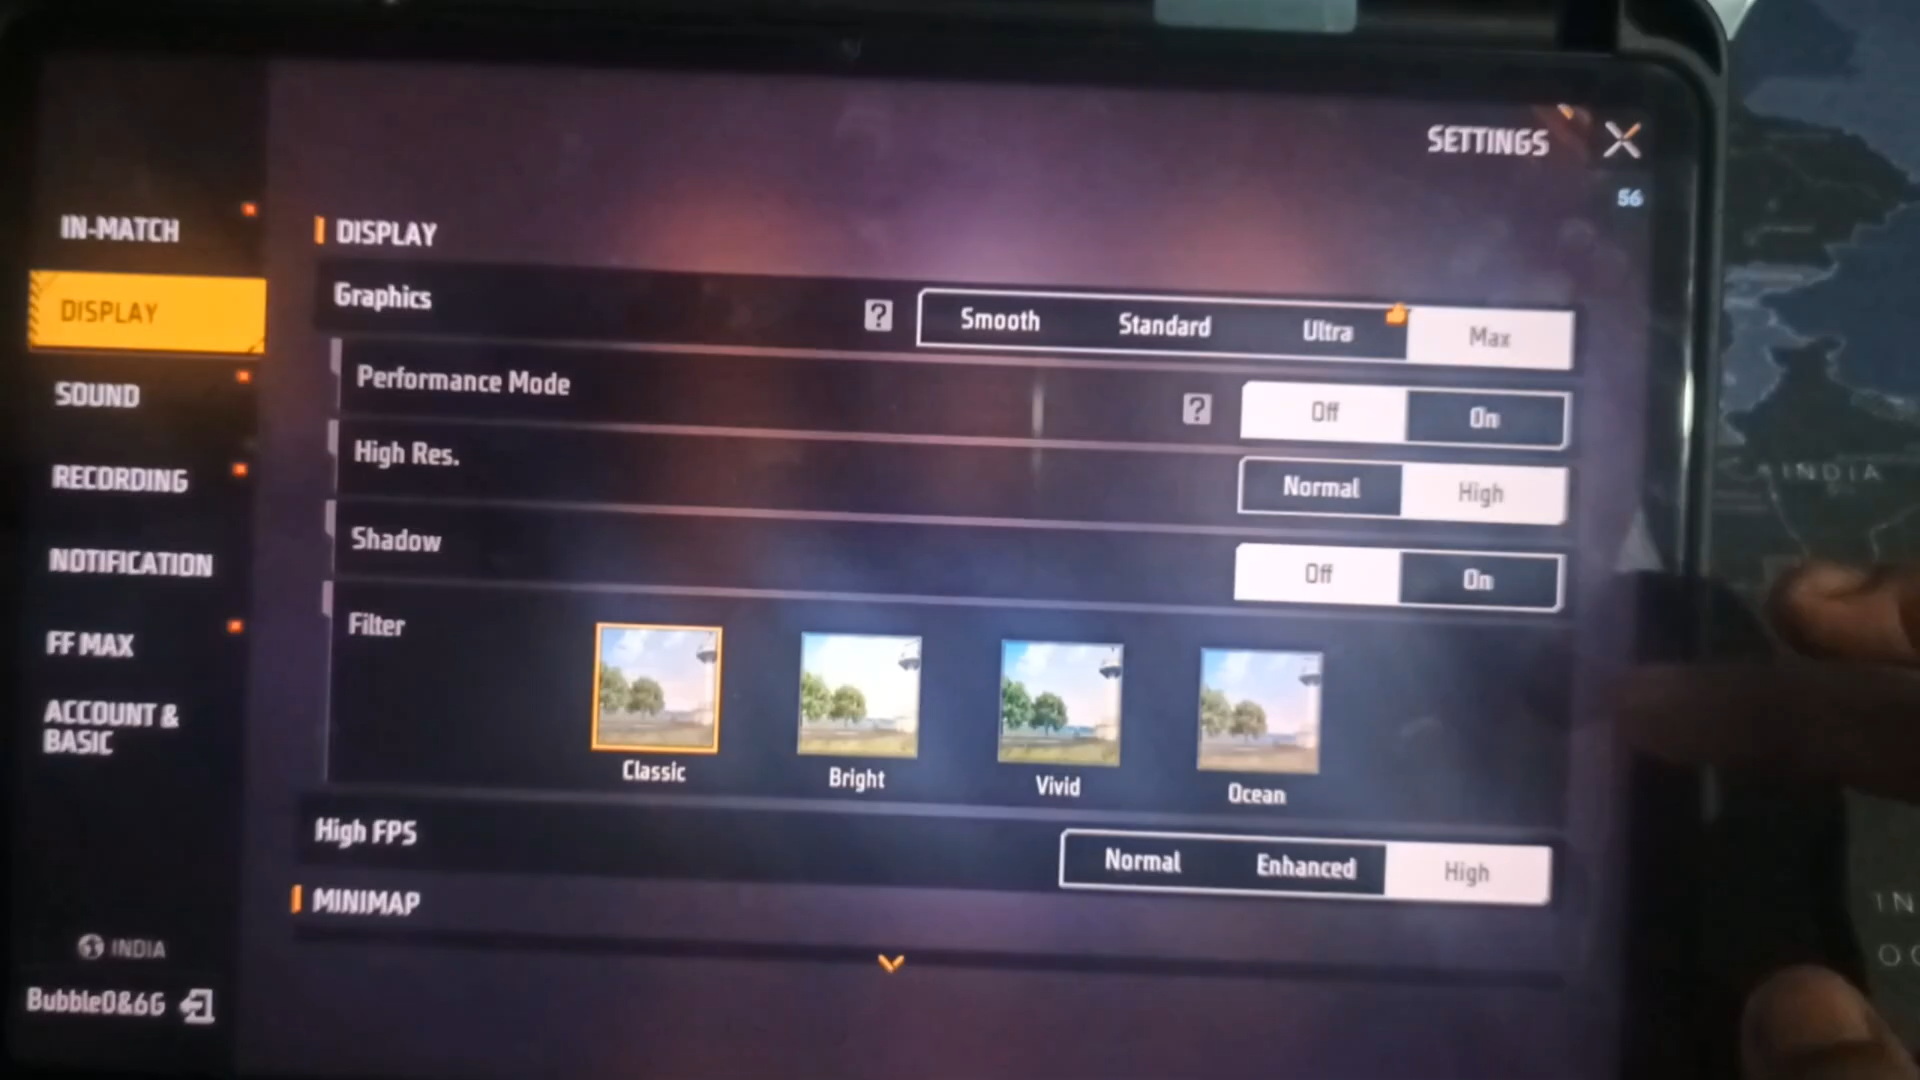 SETTINGS
56
IN-MATCH
DISPLAY
SOUND
RECORDING
NOTIFICATION
FF MAX
ACCOUNT &
BASIC
INDIA
Bubble0&6G
DISPLAY
Graphics
?
Smooth
Standard
Ultra
Max
Performance Mode
?
Off
On
High Res.
Normal
High
Shadow
Off
On
Filter
Classic
Bright
Vivid
Ocean
High FPS
Normal
Enhanced
High
MINIMAP
INDIA